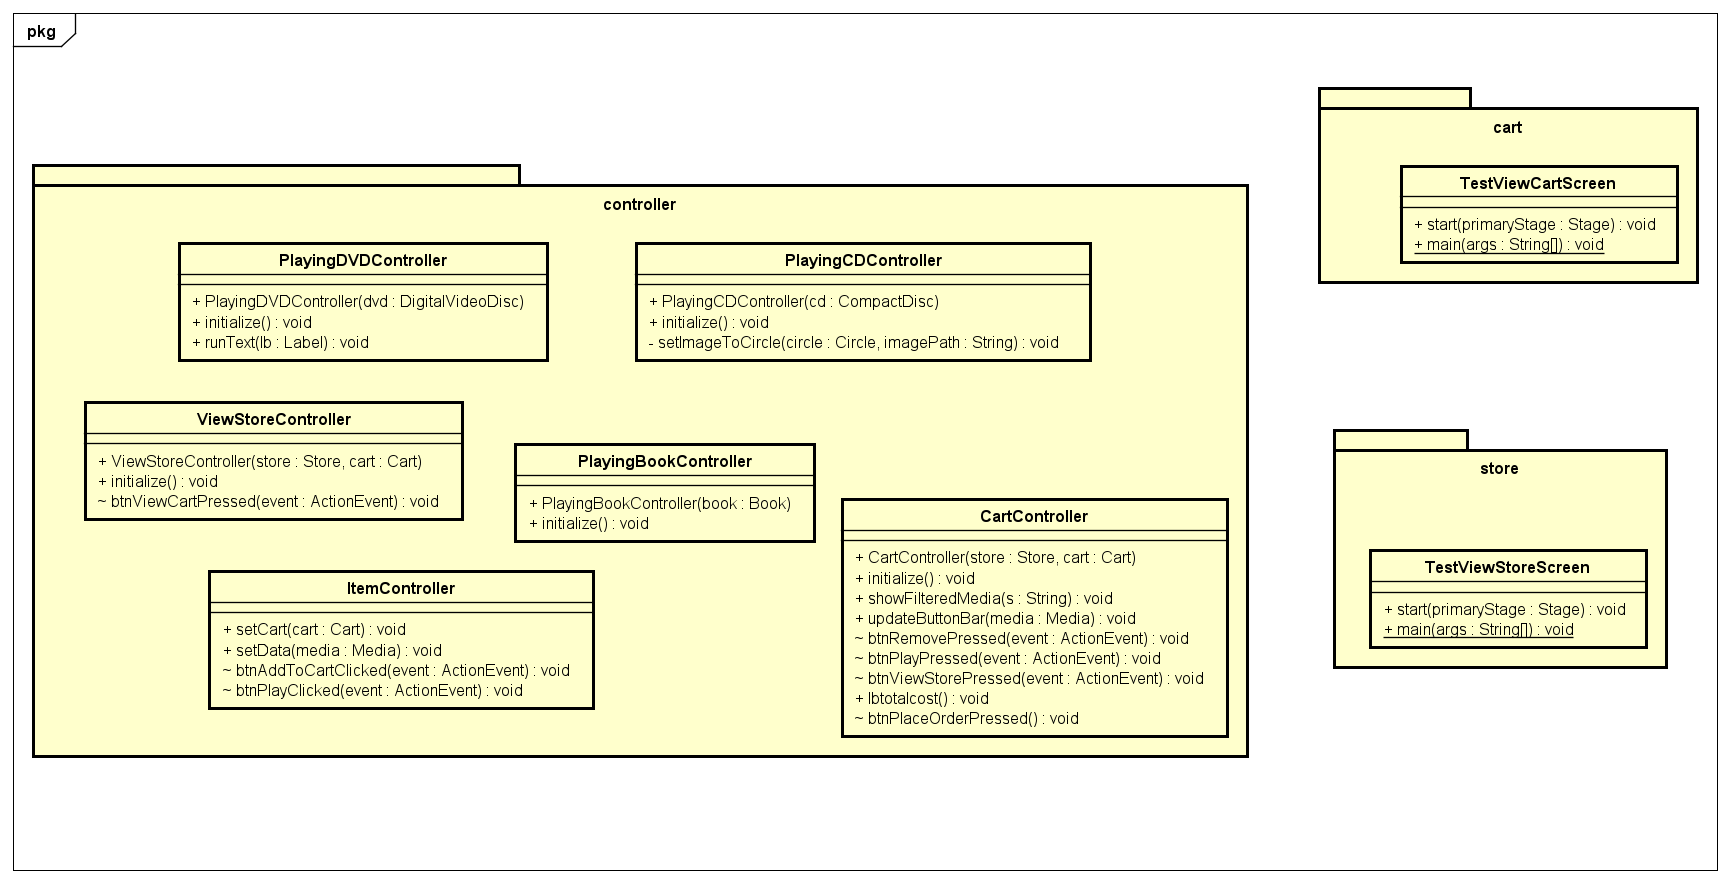 pkg
controller
PlayingDVDController
+ PlayingDVDController(dvd : DigitalVideoDisc)
+ initialize() : void
+ runText(lb : Label) : void
PlayingCDController
+ PlayingCDController(cd : CompactDisc)
+ initialize() : void
- setImageToCircle(circle : Circle, imagePath : String) : void
ViewStoreController
+ ViewStoreController(store : Store, cart : Cart)
+ initialize() : void
~ btnViewCartPressed(event : ActionEvent) : void
PlayingBookController
+ PlayingBookController(book : Book)
+ initialize() : void
ItemController
+ setCart(cart : Cart) : void
+ setData(media : Media) : void
~ btnAddToCartClicked(event : ActionEvent) : void
~ btnPlayClicked(event : ActionEvent) : void
CartController
+ CartController(store : Store, cart : Cart)
+ initialize() : void
+ showFilteredMedia(s : String) : void
+ updateButtonBar(media : Media) : void
~ btnRemovePressed(event : ActionEvent) : void
~ btnPlayPressed(event : ActionEvent) : void
~ btnViewStorePressed(event : ActionEvent) : void
+ lbtotalcost() : void
~ btnPlaceOrderPressed() : void
cart
TestViewCartScreen
+ start(primaryStage : Stage) : void
+ main(args : String[]) : void
store
TestViewStoreScreen
+ start(primaryStage : Stage) : void
+ main(args : String[]) : void